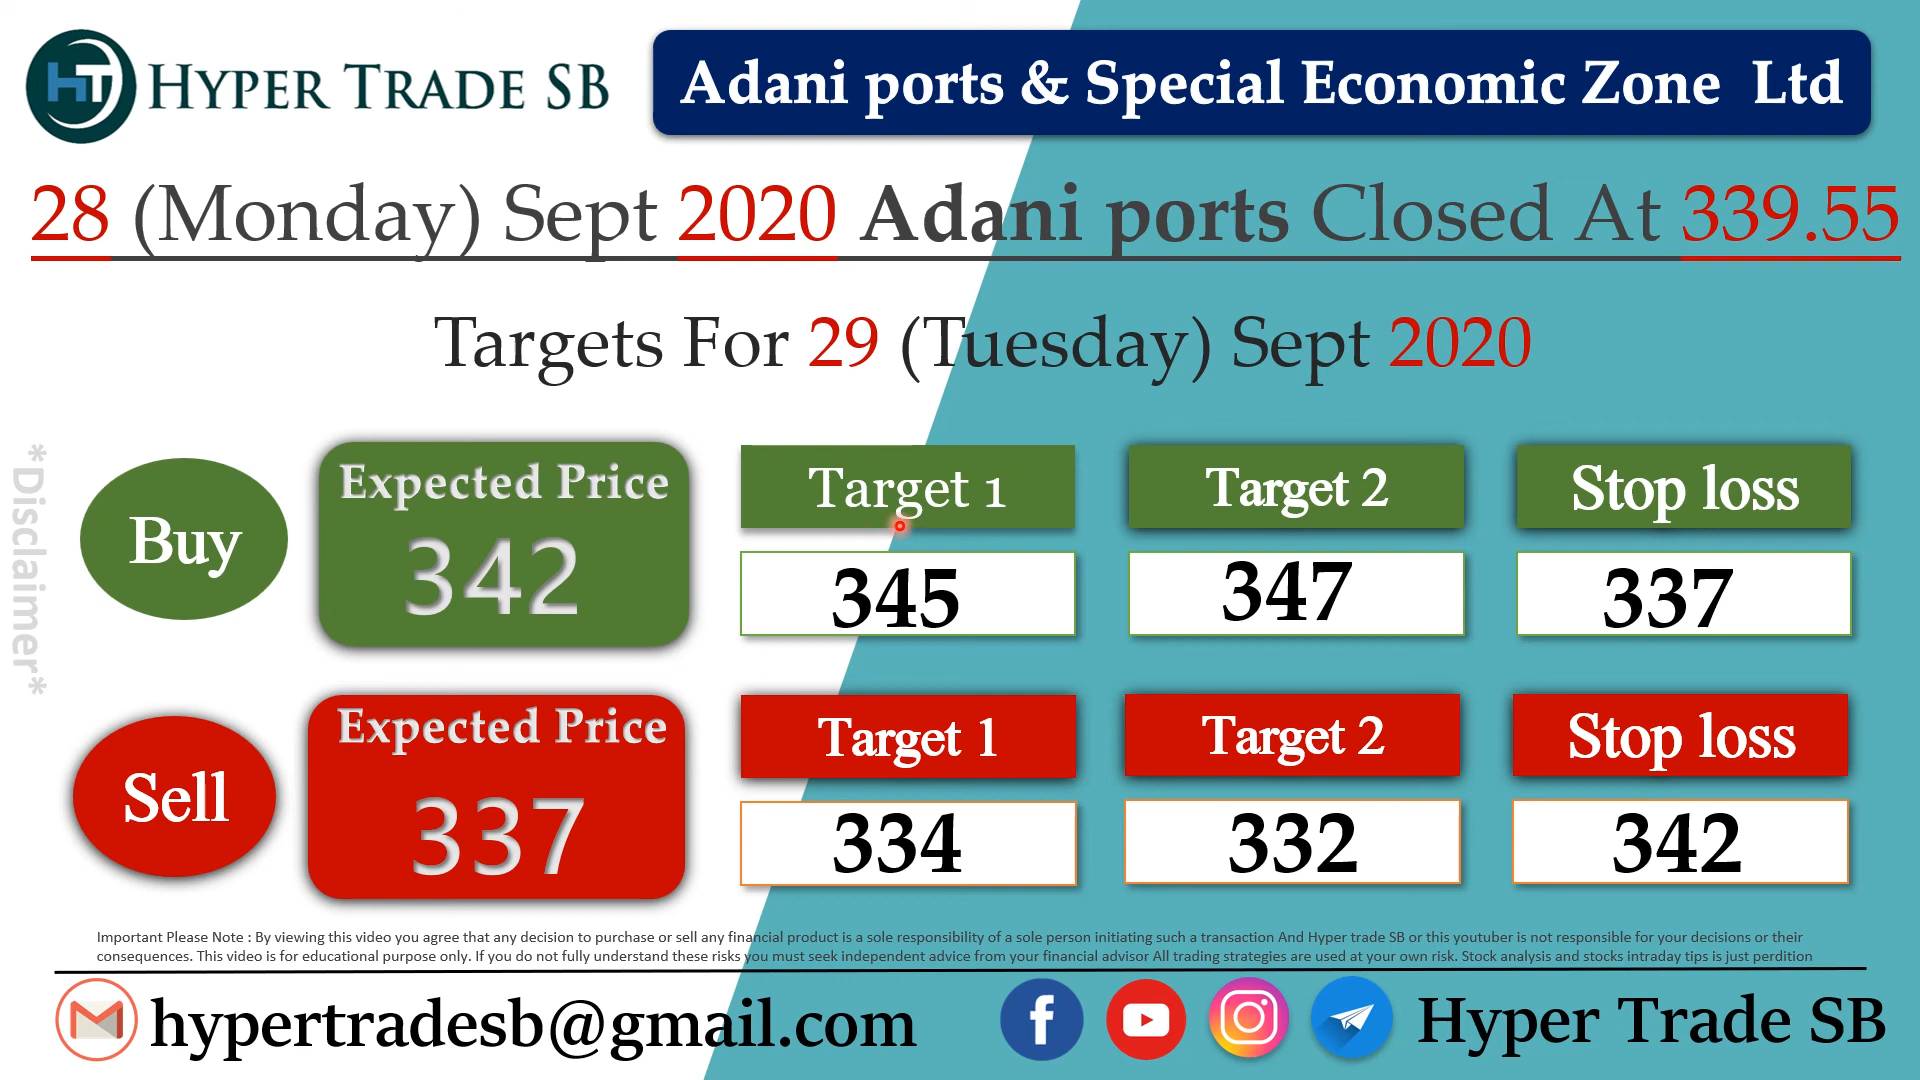 HT HYPER TRADE SB
Adani ports & Special Economic Zone Ltd
28 (Monday) Sept 2020 Adani ports Closed At 339.55
Targets For 29 (Tuesday) Sept 2020
*Disclaimer*
Buy
Expected Price
342
Target 1
345
Target 2
347
Stop loss
337
Sell
Expected Price
337
Target 1
334
Target 2
332
Stop loss
342
Important Please Note : By viewing this video you agree that any decision to purchase or sell any financial product is a sole responsibility of a sole person initiating such a transaction And Hyper trade SB or this youtuber is not responsible for your decisions or their
consequences. This video is for educational purpose only. If you do not fully understand these risks you must seek independent advice from your financial advisor All trading strategies are used at your own risk. Stock analysis and stocks intraday tips is just perdition
hypertradesb@gmail.com
Hyper Trade SB